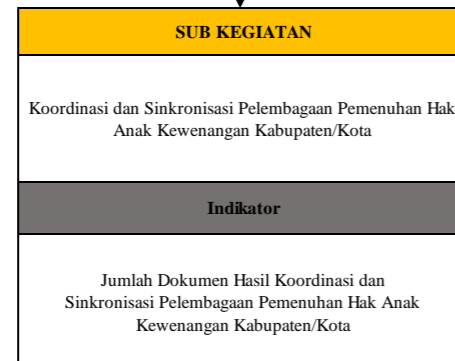 SUB KEGIATAN
Koordinasi dan Sinkronisasi Pelembagaan Pemenuhan Hak
Anak Kewenangan Kabupaten/Kota
Indikator
Jumlah Dokumen Hasil Koordinasi dan
Sinkronisasi Pelembagaan Pemenuhan Hak Anak
Kewenangan Kabupaten/Kota